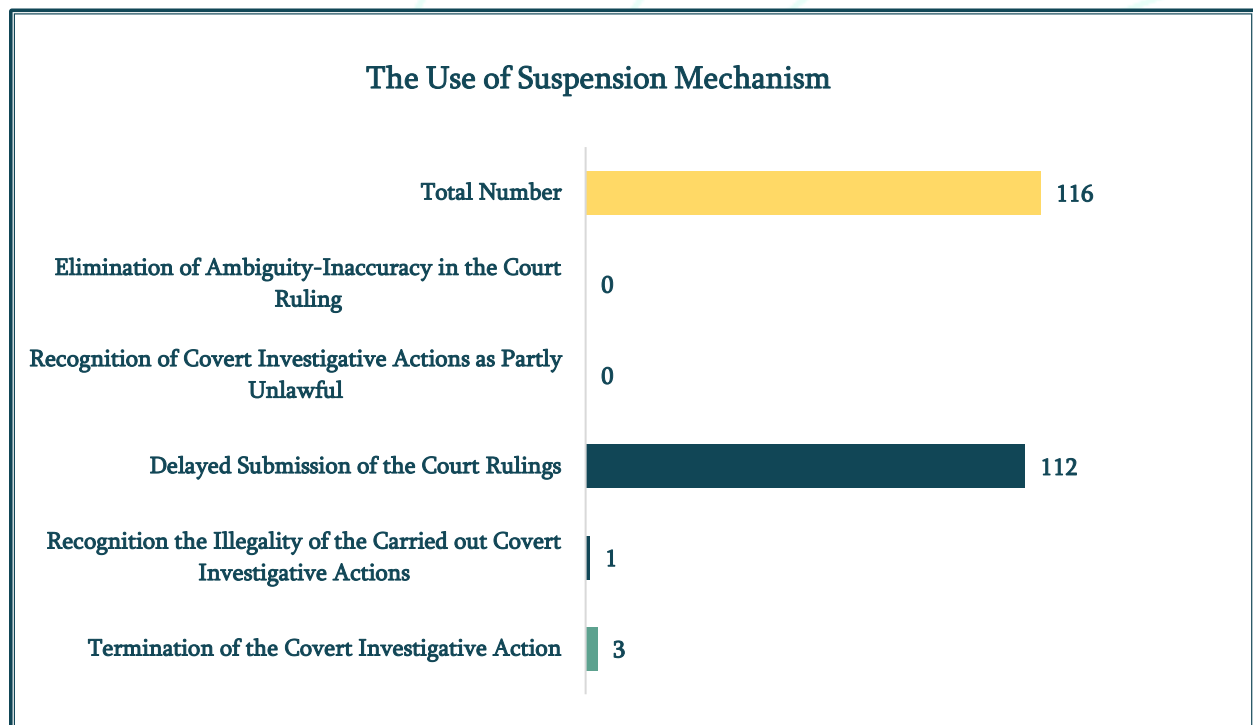 The Use of Suspension Mechanism
Total Number
116
Elimination of Ambiguity-Inaccuracy in the Court
Ruling
0
Recognition of Covert Investigative Actions as Partly
Unlawful
0
Delayed Submission of the Court Rulings
112
Recognition the Illegality of the Carried out Covert
Investigative Actions
1
Termination of the Covert Investigative Action
3